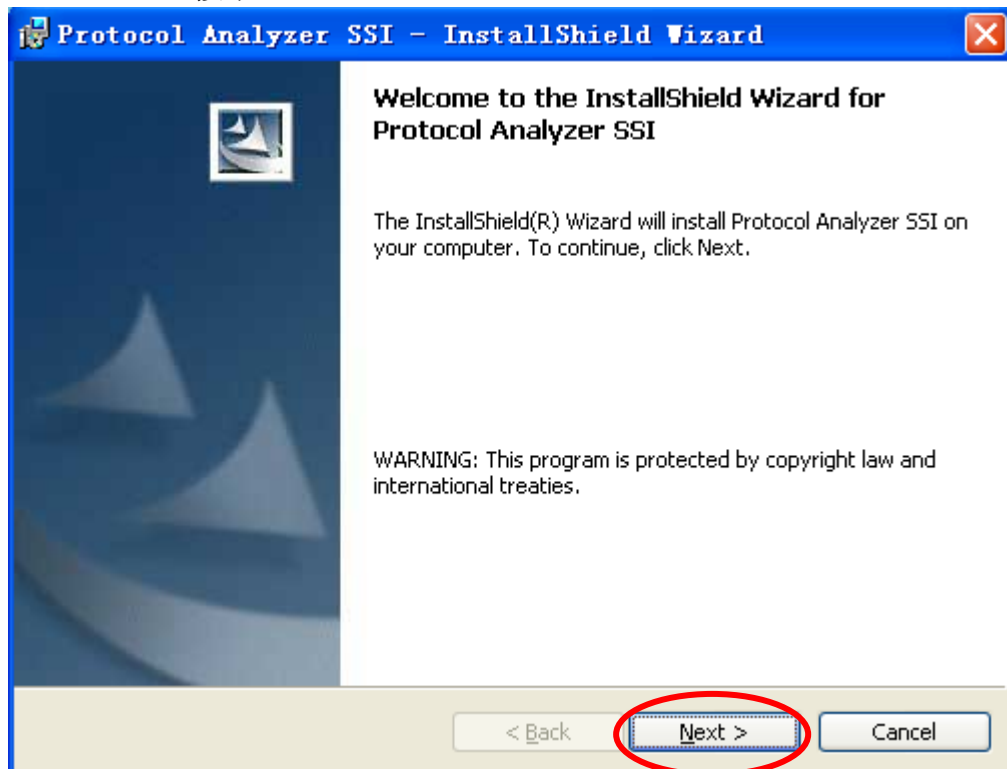 Protocol Analyzer SSI - InstallShield Wizard
Welcome to the InstallShield Wizard for
Protocol Analyzer SSI
The InstallShield(R) Wizard will install Protocol Analyzer SSI on
your computer. To continue, click Next.
WARNING: This program is protected by copyright law and
international treaties.
< Back
Next >
Cancel